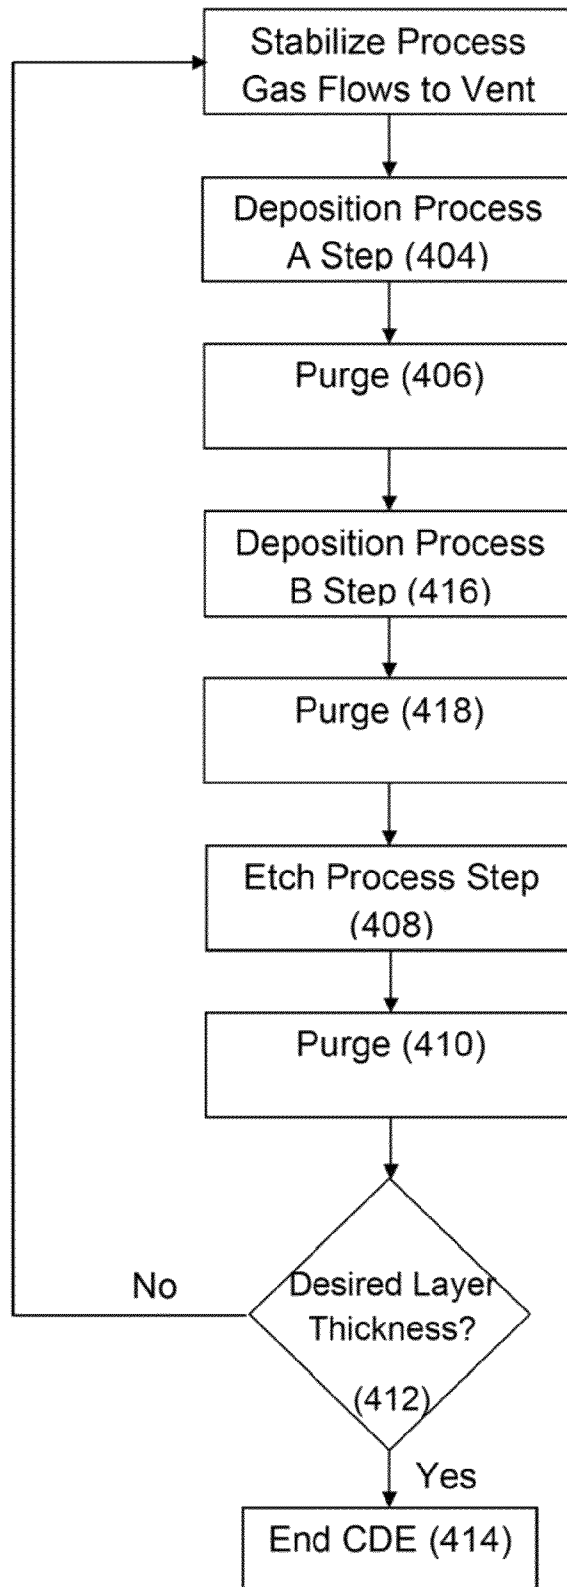 Stabilize Process
Gas Flows to Vent
Deposition Process
A Step (404)
Purge (406)
Deposition Process
B Step (416)
Purge (418)
Etch Process Step
(408)
Purge (410)
No
Desired Layer
Thickness?
(412)
Yes
End CDE (414)